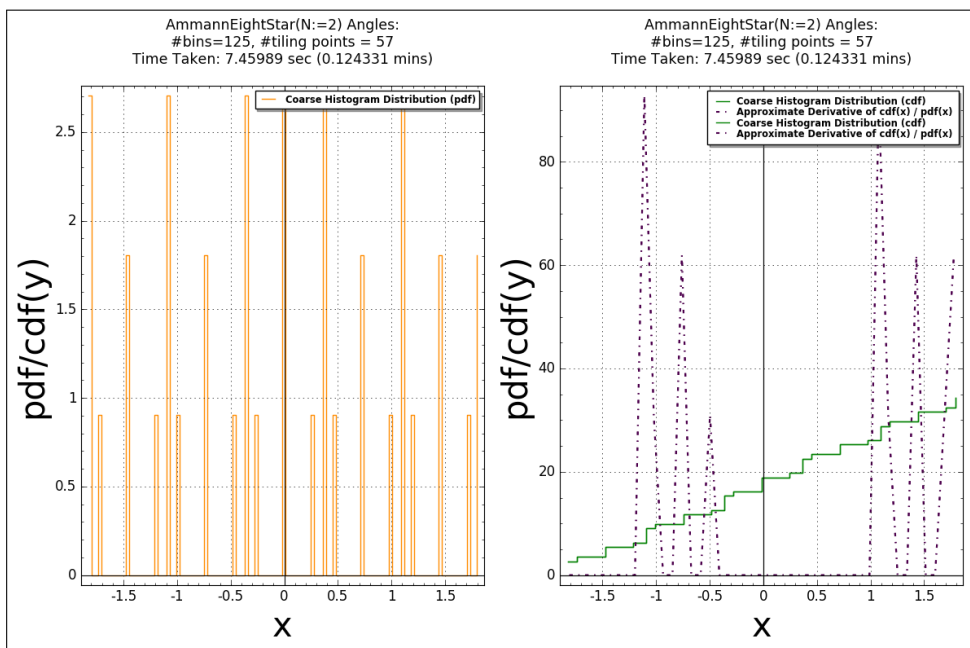 AmmannEightStar(N:=2) Angles:
#bins=125, #tiling points = 57
Time Taken: 7.45989 sec (0.124331 mins)
Coarse Histogram Distribution (pdf)
2.5
2
1.5
1
0.5
0
-1.5 -1 -0.5 0 0.5 1 1.5
x
pdf/cdf(y)
AmmannEightStar(N:=2) Angles:
#bins=125, #tiling points = 57
Time Taken: 7.45989 sec (0.124331 mins)
Coarse Histogram Distribution (cdf)
Approximate Derivative of cdf(x) / pdf(x)
Coarse Histogram Distribution (cdf)
Approximate Derivative of cdf(x) / pdf(x)
80
60
40
20
0
-1.5 -1 -0.5 0 0.5 1 1.5
x
pdf/cdf(y)